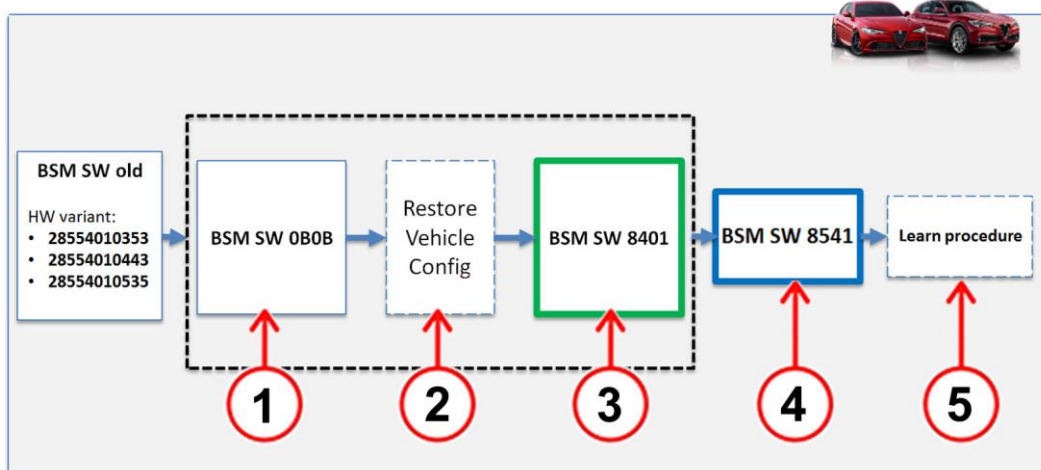 BSM SW old
HW variant:
• 28554010353
• 28554010443
• 28554010535
BSM SW 0B0B
Restore
Vehicle
Config
BSM SW 8401
BSM SW 8541
Learn procedure
1
2
3
4
5